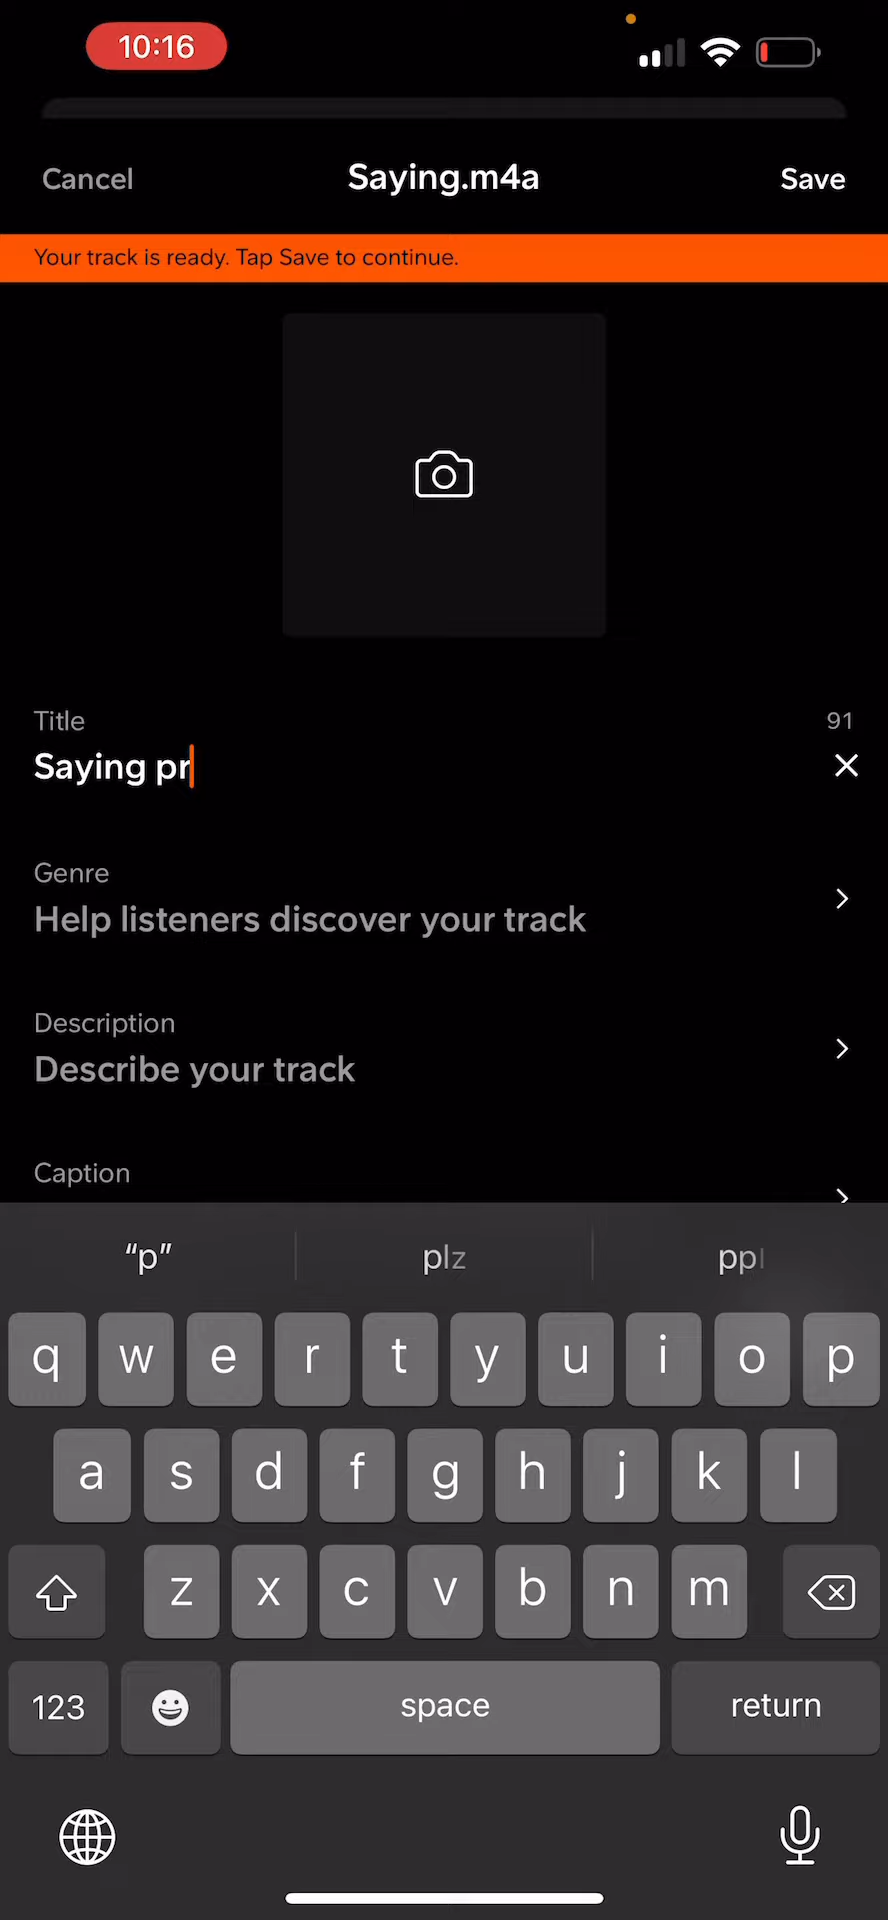 10:16
Cancel
Saying.m4a
Save
Your track is ready. Tap Save to continue.
Title
91
Saying pr
Genre
Help listeners discover your track
Description
Describe your track
Caption
“p”
plz
ppl
q w e r t y u i o p
a s d f g h j k l
z x c v b n m
123
space
return